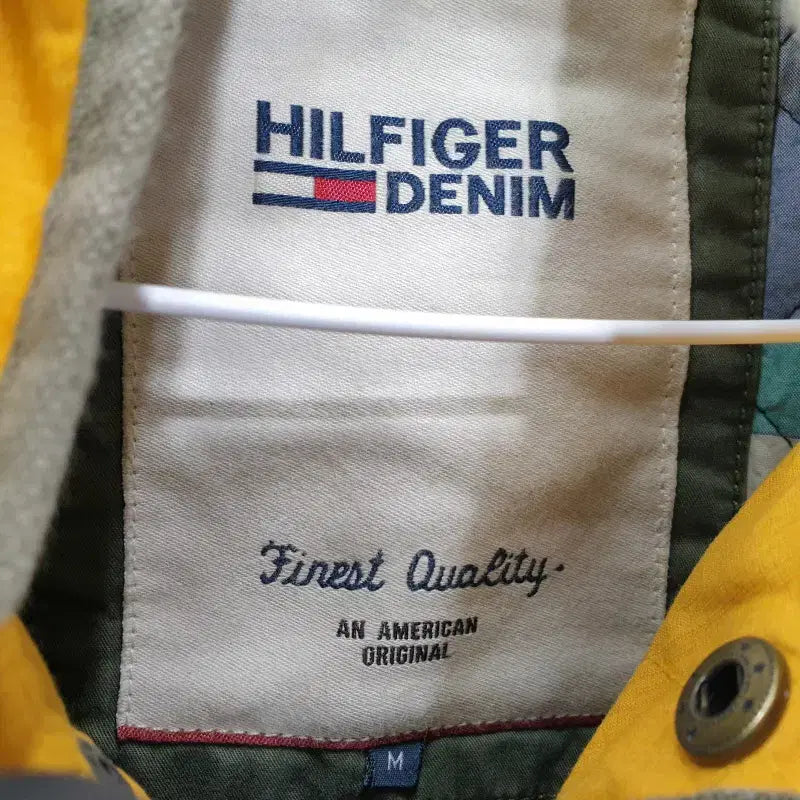 HILFIGER
DENIM
Finest Quality.
AN AMERICAN
ORIGINAL
M